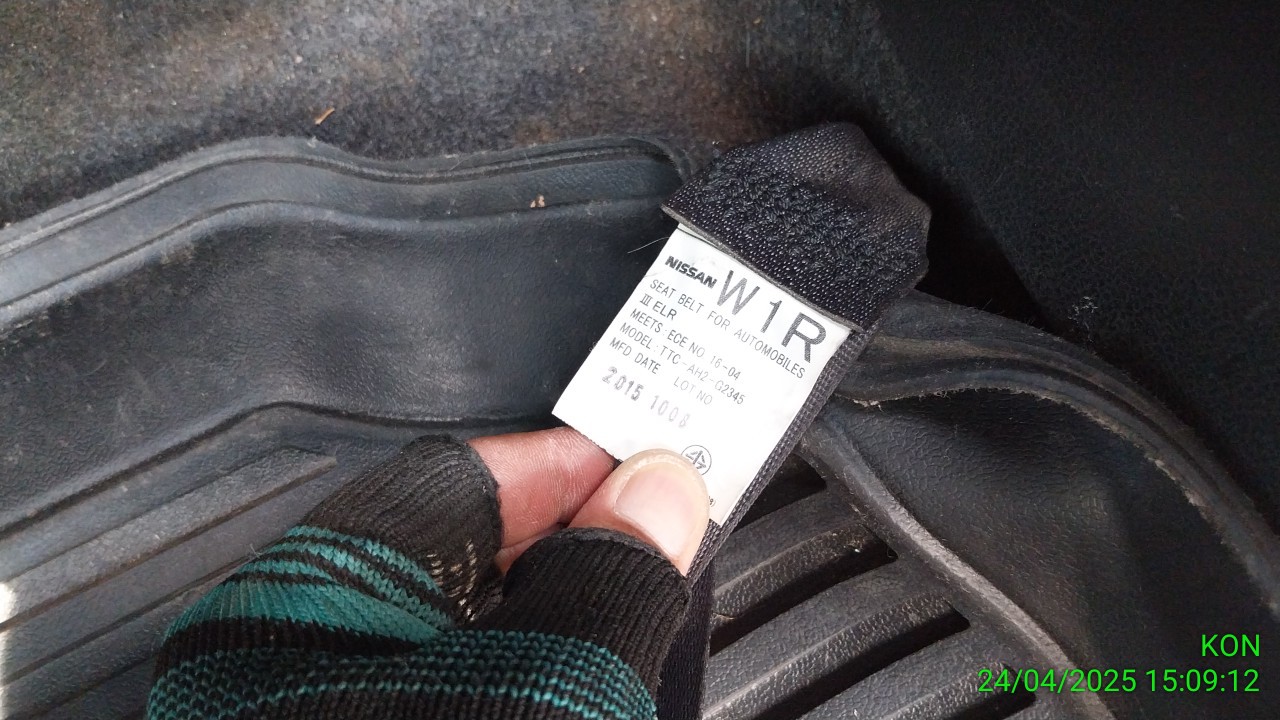 NISSAN W1R
SEAT BELT FOR AUTOMOBILES
III ELR
MEETS ECE NO 16-04
MODEL TTC-AH2-G2345
MFD DATE LOT NO
2015 1008
KON
24/04/2025 15:09:12